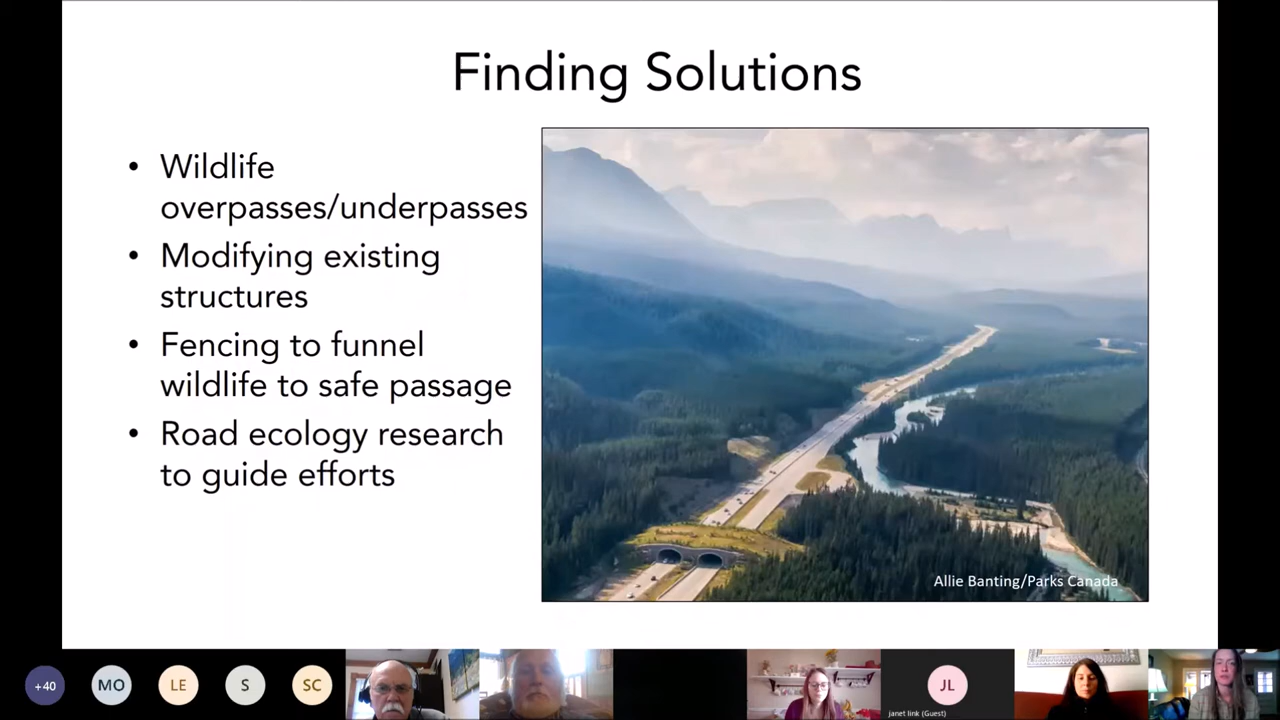 Finding Solutions
• Wildlife
overpasses/underpasses
• Modifying existing
structures
• Fencing to funnel
wildlife to safe passage
• Road ecology research
to guide efforts
Allie Banting/Parks Canada
+40
MO
LE
S
SC
JL
janet link (Guest)